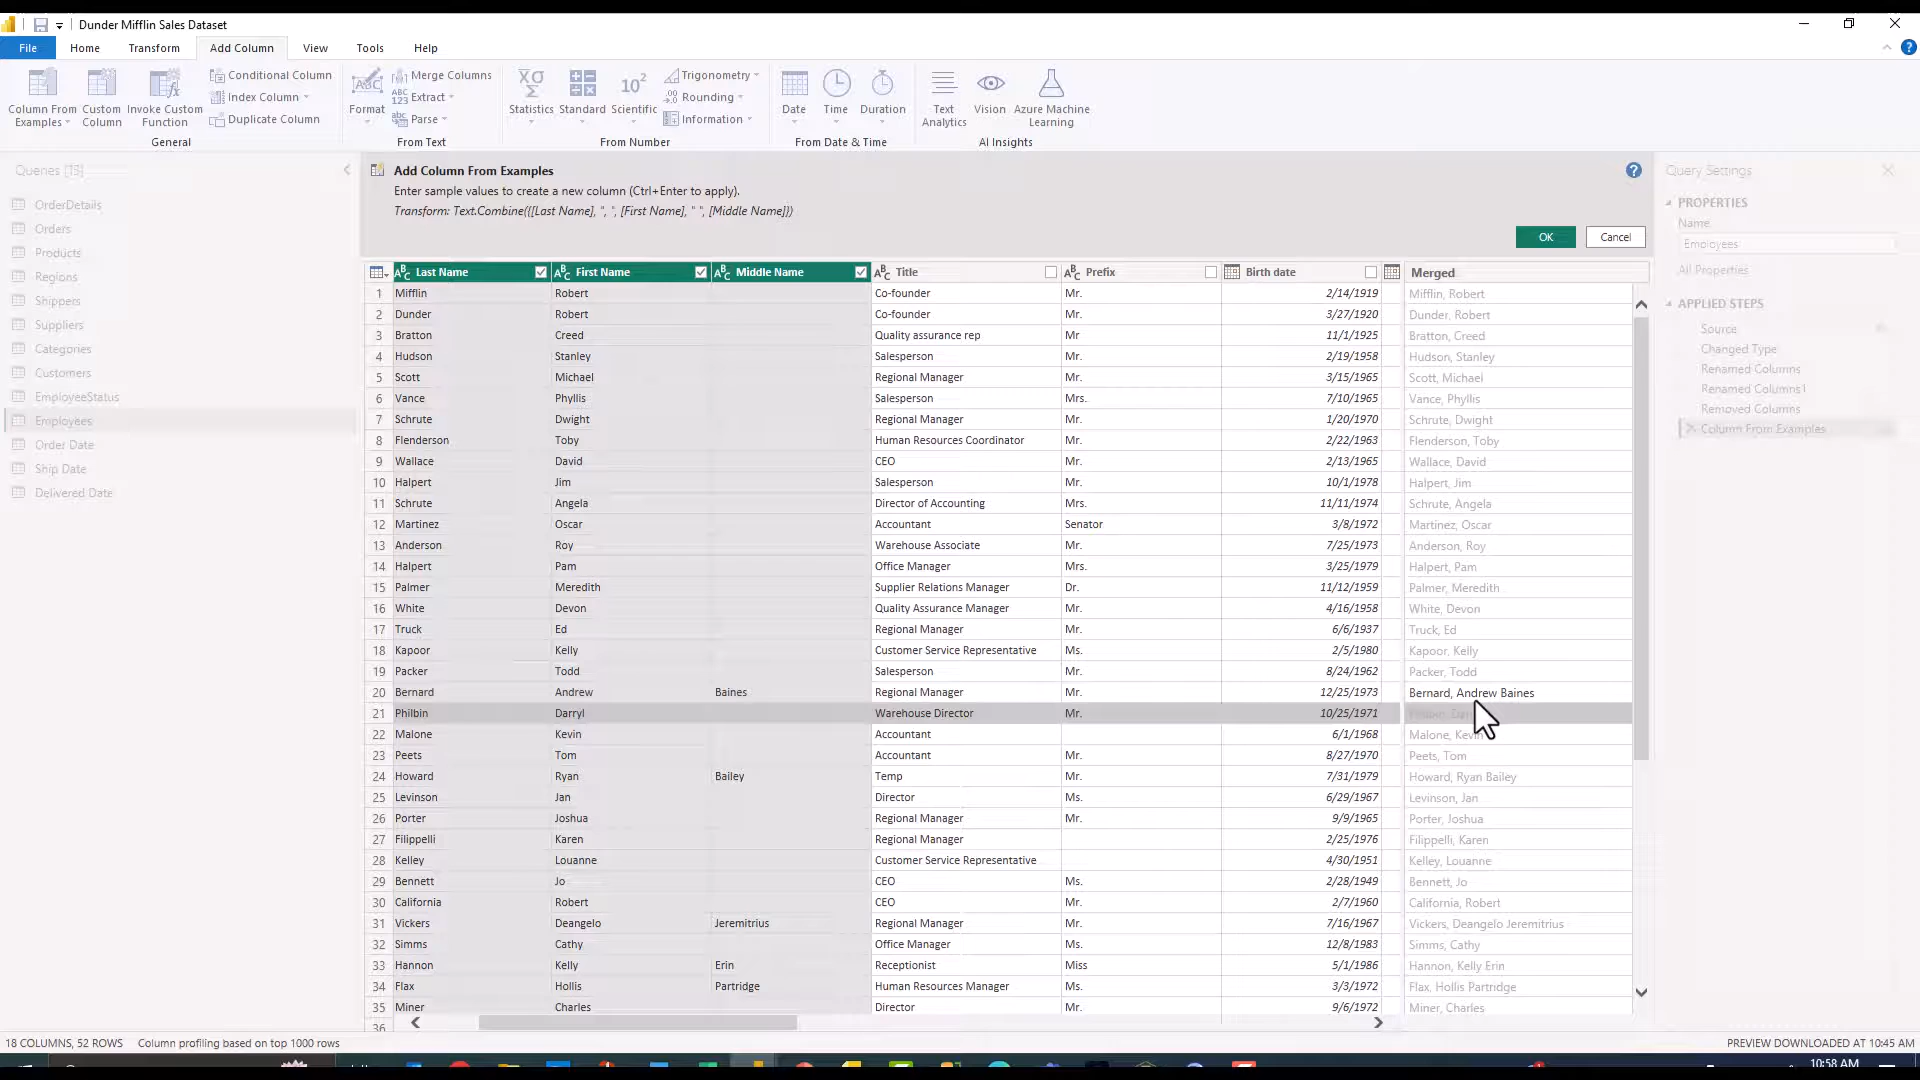 Dunder Mifflin Sales Dataset
File Home Transform Add Column View Tools Help
Column From Examples
Custom Column
Invoke Custom Function
Conditional Column
Index Column
Duplicate Column
General
Format
Merge Columns
Extract
Parse
From Text
Statistics
Standard
Scientific
Trigonometry
Rounding
Information
From Number
Date
Time
Duration
From Date & Time
Text Analytics
Vision
Azure Machine Learning
AI Insights
Queries
OrderDetails
Orders
Products
Regions
Shippers
Suppliers
Categories
Customers
EmployeeStatus
Employees
Order Date
Ship Date
Delivered Date
Add Column From Examples
Enter sample values to create a new column (Ctrl+Enter to apply).
Transform: Text.Combine({[Last Name], ", ", [First Name], " ", [Middle Name]})
OK Cancel
Last Name First Name Middle Name Title Prefix Birth date Merged
1 Mifflin Robert Co-founder Mr. 2/14/1919 Mifflin, Robert
2 Dunder Robert Co-founder Mr. 3/27/1920 Dunder, Robert
3 Bratton Creed Quality assurance rep Mr 11/1/1925 Bratton, Creed
4 Hudson Stanley Salesperson Mr. 2/19/1958 Hudson, Stanley
5 Scott Michael Regional Manager Mr. 3/15/1965 Scott, Michael
6 Vance Phyllis Salesperson Mrs. 7/10/1965 Vance, Phyllis
7 Schrute Dwight Regional Manager Mr. 1/20/1970 Schrute, Dwight
8 Flenderson Toby Human Resources Coordinator Mr. 2/22/1963 Flenderson, Toby
9 Wallace David CEO Mr. 2/13/1965 Wallace, David
10 Halpert Jim Salesperson Mr. 10/1/1978 Halpert, Jim
11 Schrute Angela Director of Accounting Mrs. 11/11/1974 Schrute, Angela
12 Martinez Oscar Accountant Senator 3/8/1972 Martinez, Oscar
13 Anderson Roy Warehouse Associate Mr. 7/25/1973 Anderson, Roy
14 Halpert Pam Office Manager Mrs. 3/25/1979 Halpert, Pam
15 Palmer Meredith Supplier Relations Manager Dr. 11/12/1959 Palmer, Meredith
16 White Devon Quality Assurance Manager Mr. 4/16/1958 White, Devon
17 Truck Ed Regional Manager Mr. 6/6/1937 Truck, Ed
18 Kapoor Kelly Customer Service Representative Ms. 2/5/1980 Kapoor, Kelly
19 Packer Todd Salesperson Mr. 8/24/1962 Packer, Todd
20 Bernard Andrew Baines Regional Manager Mr. 12/25/1973 Bernard, Andrew Baines
21 Philbin Darryl Warehouse Director Mr. 10/25/1971
22 Malone Kevin Accountant 6/1/1968 Malone, Kevin
23 Peets Tom Accountant Mr. 8/27/1970 Peets, Tom
24 Howard Ryan Bailey Temp Mr. 7/31/1979 Howard, Ryan Bailey
25 Levinson Jan Director Ms. 6/29/1967 Levinson, Jan
26 Porter Joshua Regional Manager Mr. 9/9/1965 Porter, Joshua
27 Filippelli Karen Regional Manager 2/25/1976 Filippelli, Karen
28 Kelley Louanne Customer Service Representative 4/30/1951 Kelley, Louanne
29 Bennett Jo CEO Ms. 2/28/1949 Bennett, Jo
30 California Robert CEO Mr. 2/7/1960 California, Robert
31 Vickers Deangelo Jeremitrius Regional Manager Mr. 7/16/1967 Vickers, Deangelo Jeremitrius
32 Simms Cathy Office Manager Ms. 12/8/1983 Simms, Cathy
33 Hannon Kelly Erin Receptionist Miss 5/1/1986 Hannon, Kelly Erin
34 Flax Hollis Partridge Human Resources Manager Ms. 3/3/1972 Flax, Hollis Partridge
35 Miner Charles Director Mr. 9/6/1972 Miner, Charles
36
Query Settings
PROPERTIES
Name
Employees
All Properties
APPLIED STEPS
Source
Changed Type
Renamed Columns
Renamed Columns1
Removed Columns
Column From Examples
18 COLUMNS, 52 ROWS Column profiling based on top 1000 rows PREVIEW DOWNLOADED AT 10:45 AM
10:58 AM